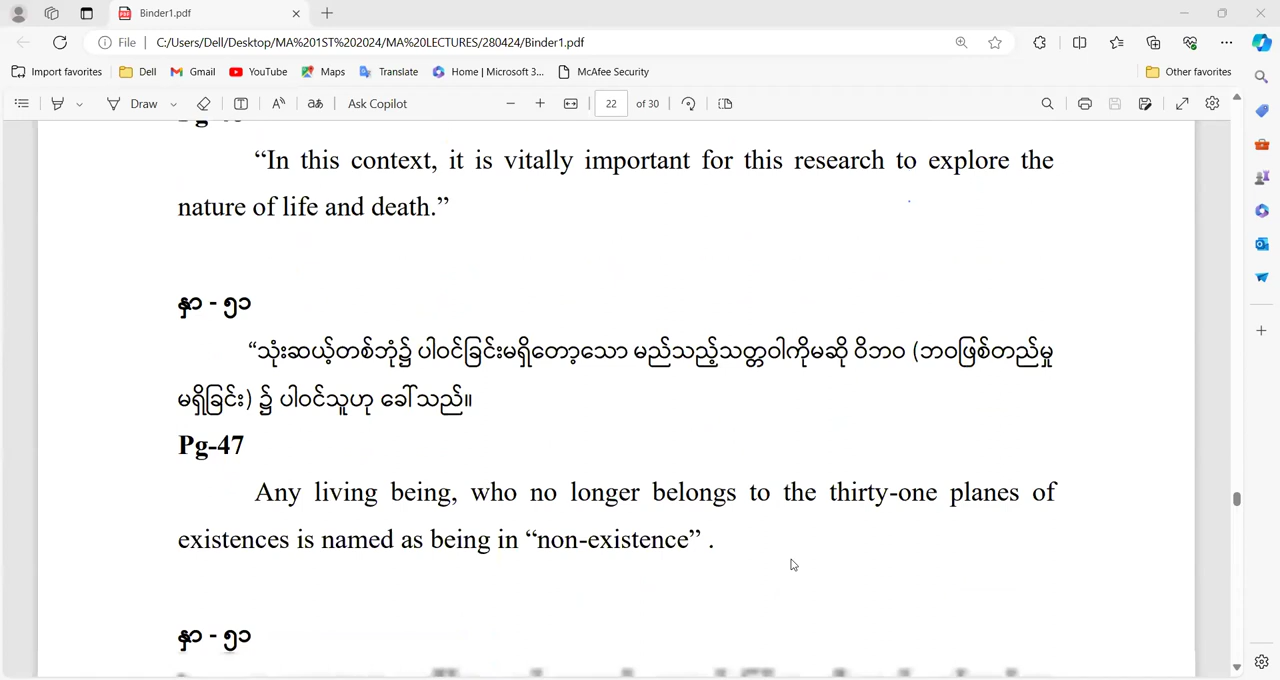 Binder1.pdf
File C:/Users/Dell/Desktop/MA%201ST%202024/MA%20LECTURES/280424/Binder1.pdf
Import favorites Dell Gmail YouTube Maps Translate Home | Microsoft 3... McAfee Security Other favorites
Draw Ask Copilot 22 of 30
“In this context, it is vitally important for this research to explore the
nature of life and death.”
နှာ - ၅၁
“သုံးဆယ့်တစ်ဘုံ၌ ပါဝင်ခြင်းမရှိတော့သော မည်သည့်သတ္တဝါကိုမဆို ဝိဘဝ (ဘဝဖြစ်တည်မှု
မရှိခြင်း) ၌ ပါဝင်သူဟု ခေါ်သည်။
Pg-47
Any living being, who no longer belongs to the thirty-one planes of
existences is named as being in “non-existence” .
နှာ - ၅၁